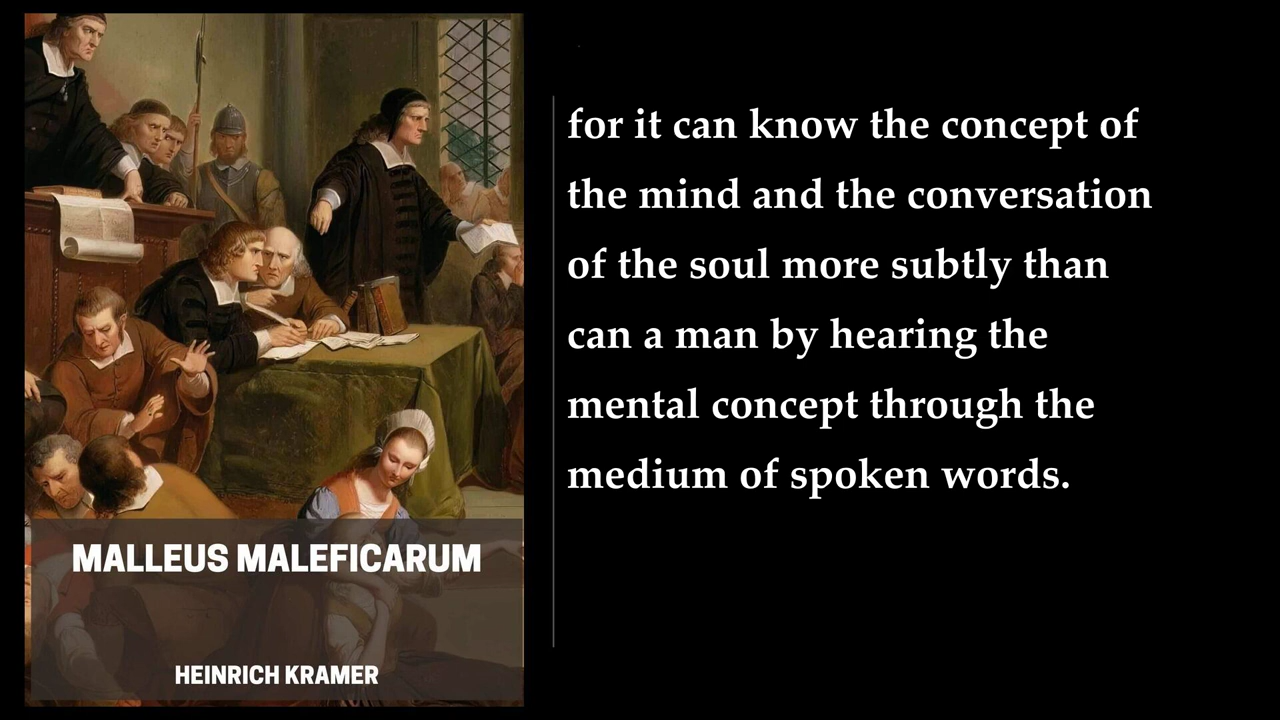 MALLEUS MALEFICARUM
HEINRICH KRAMER
for it can know the concept of
the mind and the conversation
of the soul more subtly than
can a man by hearing the
mental concept through the
medium of spoken words.